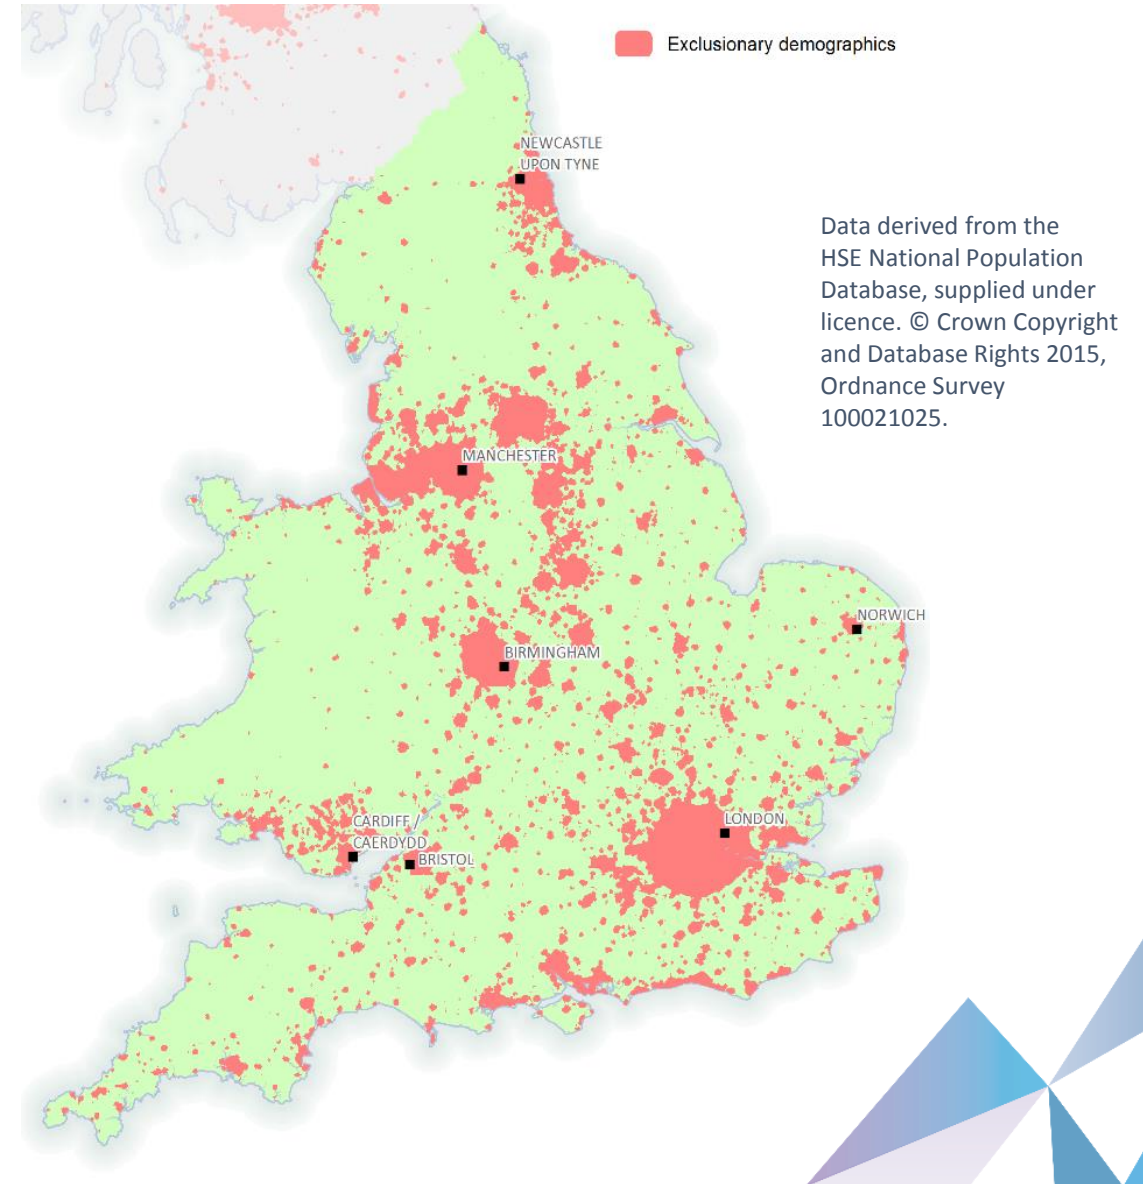 Exclusionary demographics
NEWCASTLE
UPON TYNE
Data derived from the
HSE National Population
Database, supplied under
licence. © Crown Copyright
and Database Rights 2015,
Ordnance Survey
100021025.
MANCHESTER
NORWICH
BIRMINGHAM
LONDON
CARDIFF /
CAERDYDD
BRISTOL